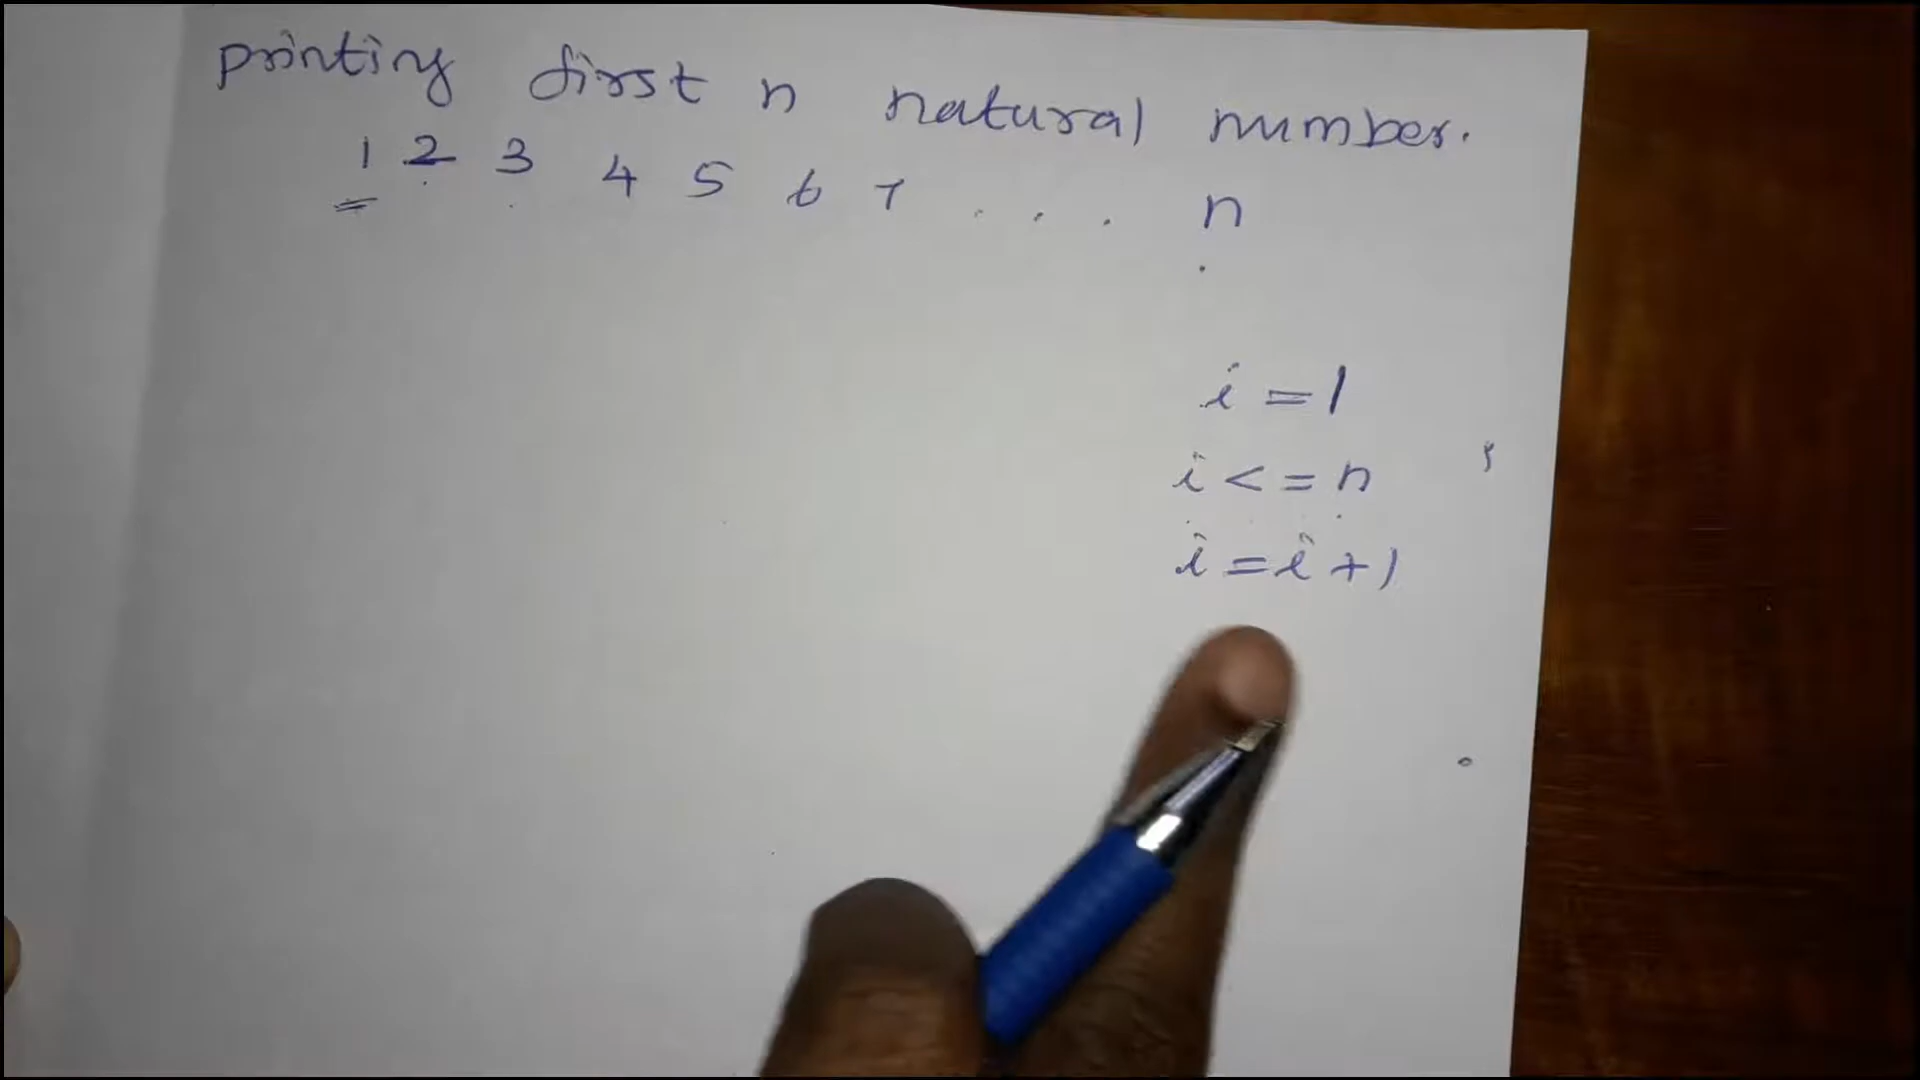 printing first n natural number.
1 2 3 4 5 6 7 . . . n
i = 1
i < = n
i = i + 1